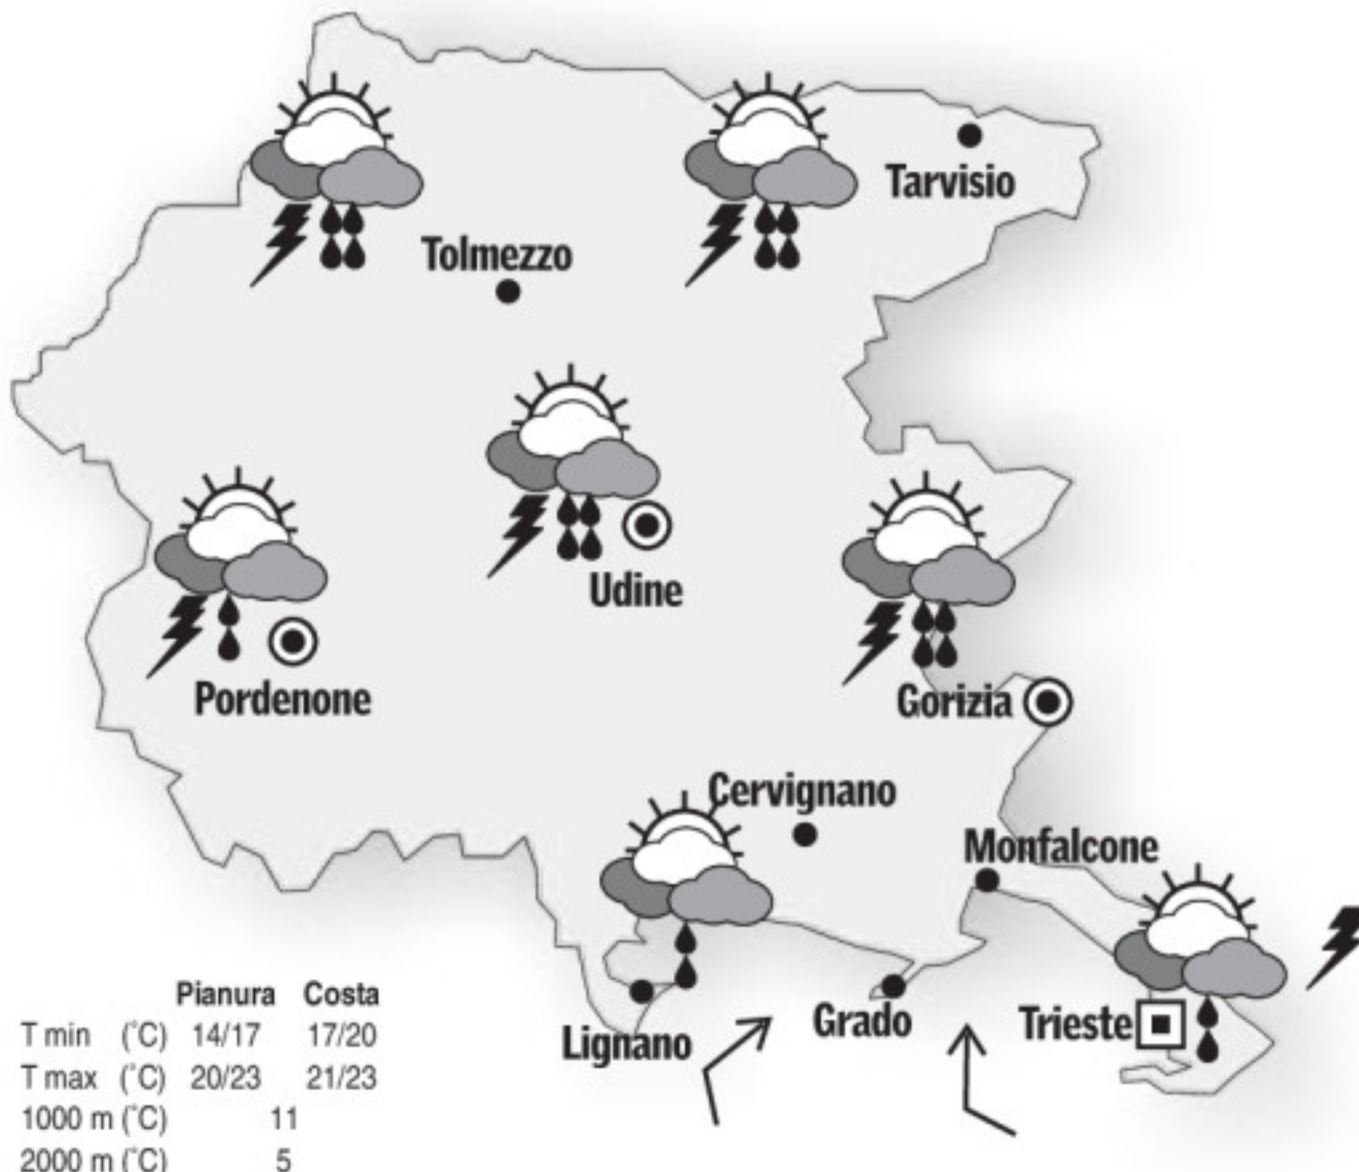 Tarvisio
Tolmezzo
Udine
Pordenone
Gorizia
Cervignano
Monfalcone
Lignano
Grado
Trieste
Pianura Costa
T min (°C) 14/17 17/20
T max (°C) 20/23 21/23
1000 m (°C) 11
2000 m (°C) 5